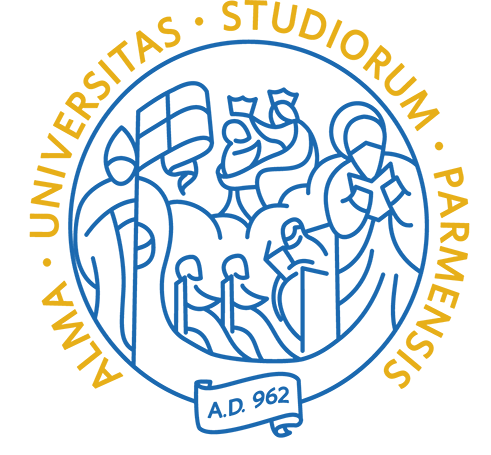 ALMA · UNIVERSITAS · STUDIORUM · PARMENSIS
A.D. 962